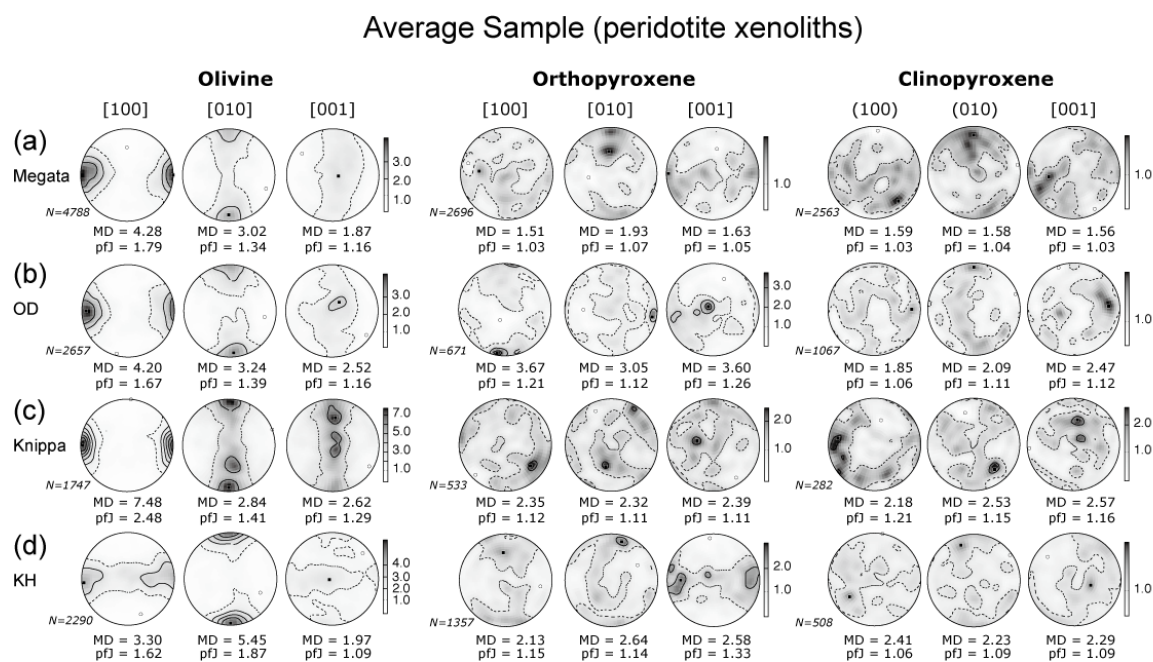 Average Sample (peridotite xenoliths)
Olivine Orthopyroxene Clinopyroxene
[100] [010] [001] [100] [010] [001] (100) (010) [001]
(a)
Megata
3.0
2.0
1.0
1.0
1.0
N=4788 N=2696 N=2563
MD = 4.28 MD = 3.02 MD = 1.87 MD = 1.51 MD = 1.93 MD = 1.63 MD = 1.59 MD = 1.58 MD = 1.56
pfJ = 1.79 pfJ = 1.34 pfJ = 1.16 pfJ = 1.03 pfJ = 1.07 pfJ = 1.05 pfJ = 1.03 pfJ = 1.04 pfJ = 1.03
(b)
OD
3.0
2.0
1.0
3.0
2.0
1.0
1.0
N=2657 N=671 N=1067
MD = 4.20 MD = 3.24 MD = 2.52 MD = 3.67 MD = 3.05 MD = 3.60 MD = 1.85 MD = 2.09 MD = 2.47
pfJ = 1.67 pfJ = 1.39 pfJ = 1.16 pfJ = 1.21 pfJ = 1.12 pfJ = 1.26 pfJ = 1.06 pfJ = 1.11 pfJ = 1.12
(c)
Knippa
7.0
5.0
3.0
1.0
2.0
1.0
2.0
1.0
N=1747 N=533 N=282
MD = 7.48 MD = 2.84 MD = 2.62 MD = 2.35 MD = 2.32 MD = 2.39 MD = 2.18 MD = 2.53 MD = 2.57
pfJ = 2.48 pfJ = 1.41 pfJ = 1.29 pfJ = 1.12 pfJ = 1.11 pfJ = 1.11 pfJ = 1.21 pfJ = 1.15 pfJ = 1.16
(d)
KH
4.0
3.0
2.0
1.0
2.0
1.0
1.0
N=2290 N=1357 N=508
MD = 3.30 MD = 5.45 MD = 1.97 MD = 2.13 MD = 2.64 MD = 2.58 MD = 2.41 MD = 2.23 MD = 2.29
pfJ = 1.62 pfJ = 1.87 pfJ = 1.09 pfJ = 1.15 pfJ = 1.14 pfJ = 1.33 pfJ = 1.06 pfJ = 1.09 pfJ = 1.09